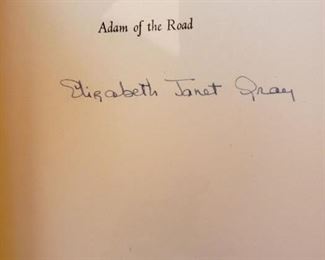 Adam of the Road
Elizabeth Janet Gray